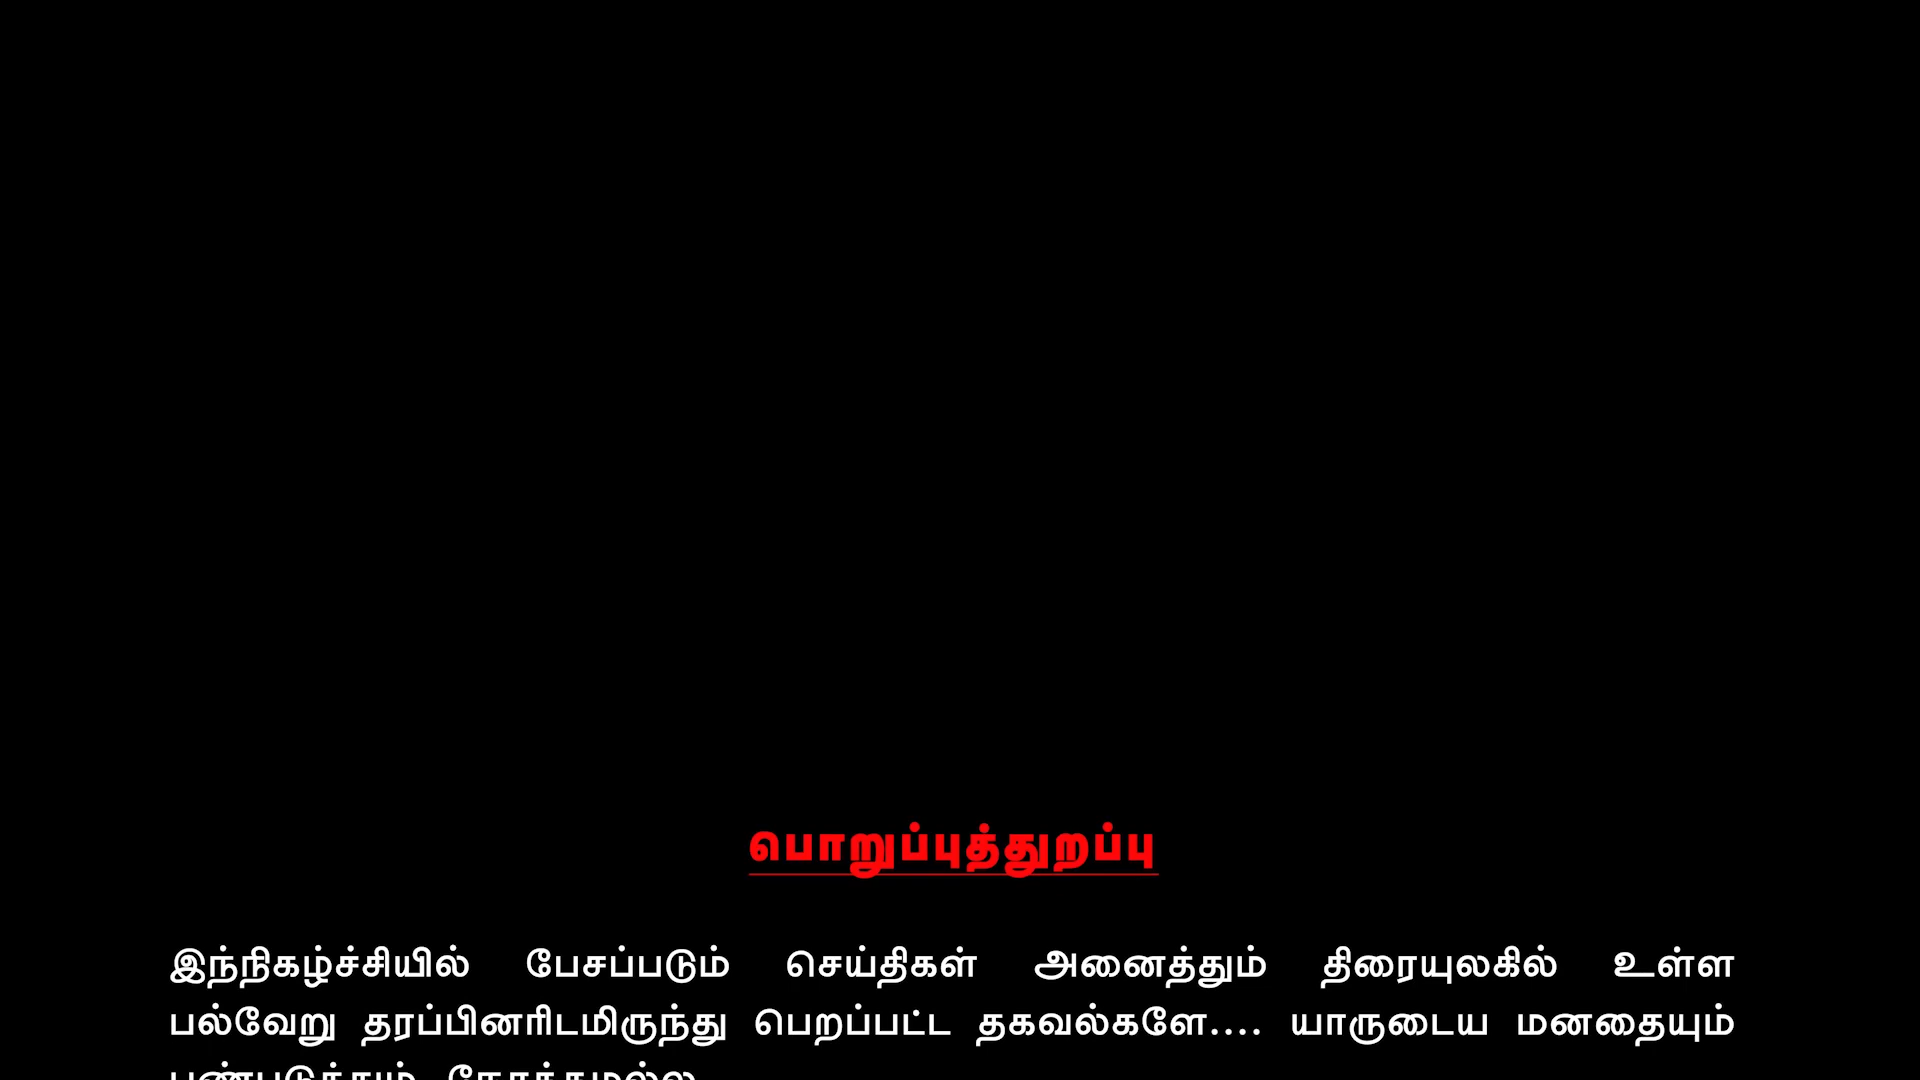 பொறுப்புத்துறப்பு
இந்நிகழ்ச்சியில் பேசப்படும் செய்திகள் அனைத்தும் திரையுலகில் உள்ள
பல்வேறு தரப்பினரிடமிருந்து பெறப்பட்ட தகவல்களே.... யாருடைய மனதையும்